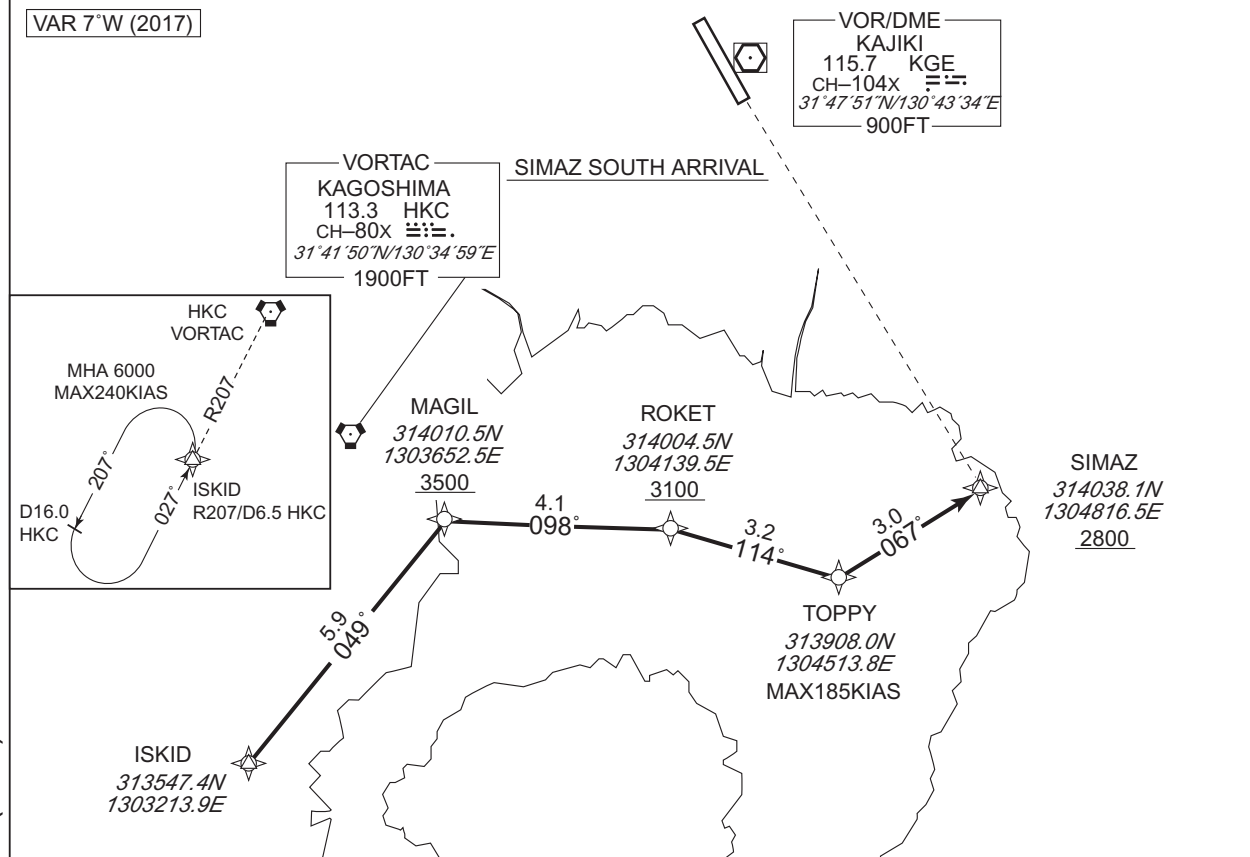 VAR 7°W (2017)
VOR/DME
KAJIKI
115.7 KGE
CH–104X
31°47´51˝N/130°43´34˝E
900FT
SIMAZ SOUTH ARRIVAL
VORTAC
KAGOSHIMA
113.3 HKC
CH–80X
31°41´50˝N/130°34´59˝E
1900FT
HKC
VORTAC
MHA 6000
MAX240KIAS
R207
207°
027°
ISKID
R207/D6.5 HKC
D16.0
HKC
MAGIL
314010.5N
1303652.5E
3500
ROKET
314004.5N
1304139.5E
3100
SIMAZ
314038.1N
1304816.5E
2800
4.1
098°
3.2
114°
3.0
067°
TOPPY
313908.0N
1304513.8E
MAX185KIAS
5.9
049°
ISKID
313547.4N
1303213.9E